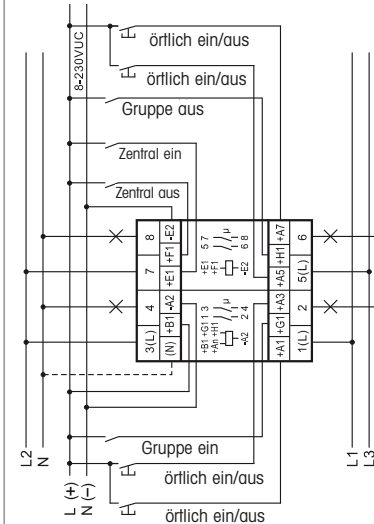 örtlich ein/aus
8-230VUC
örtlich ein/aus
Gruppe aus
Zentral ein
Zentral aus
8
-E2
+F1
7
+E1
4
-A2
+B1
3(L)
(N)
5 7
6 8
µ
+E1
+F1
-E2
+B1 +G1 1 3
+An +H1
2 4
µ
-A2
+A7
6
+H1
+A5
5(L)
+A3
2
+G1
+A1
1(L)
L2
N
L (+)
N (−)
Gruppe ein
örtlich ein/aus
örtlich ein/aus
L1
L3